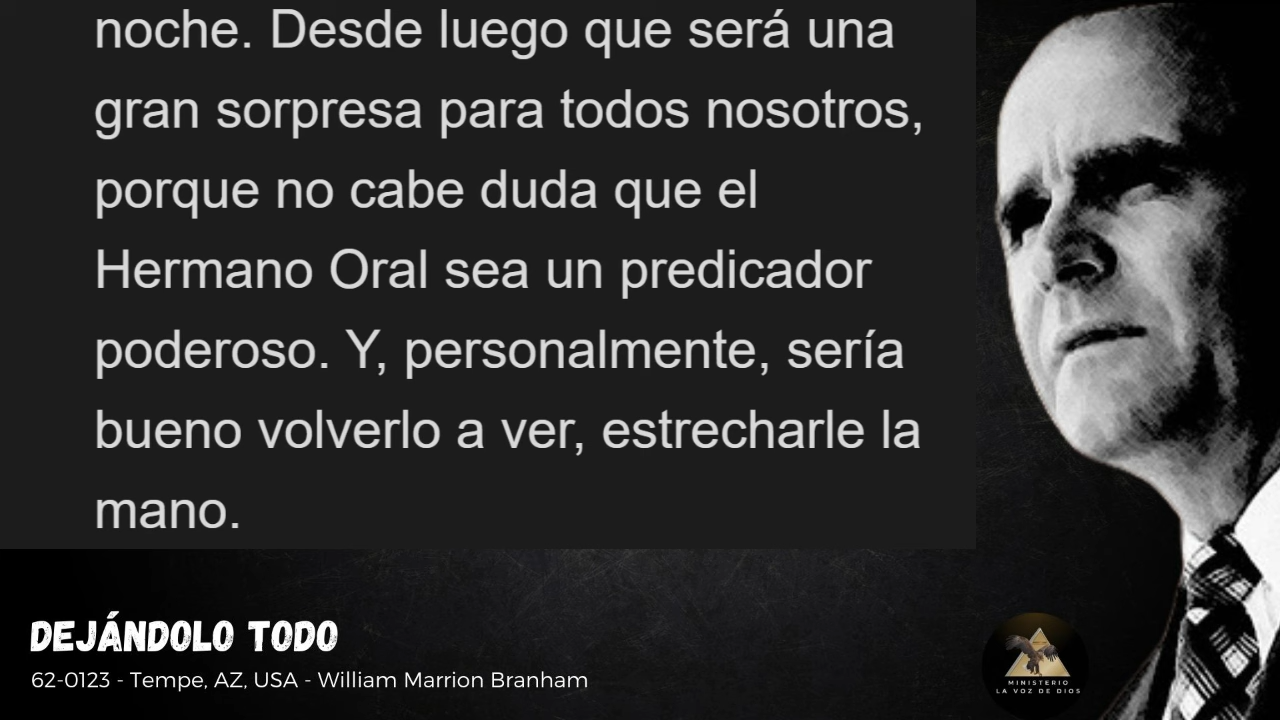 noche. Desde luego que será una
gran sorpresa para todos nosotros,
porque no cabe duda que el
Hermano Oral sea un predicador
poderoso. Y, personalmente, sería
bueno volverlo a ver, estrecharle la
mano.
DEJÁNDOLO TODO
62-0123 - Tempe, AZ, USA - William Marrion Branham
MINISTERIO
LA VOZ DE DIOS